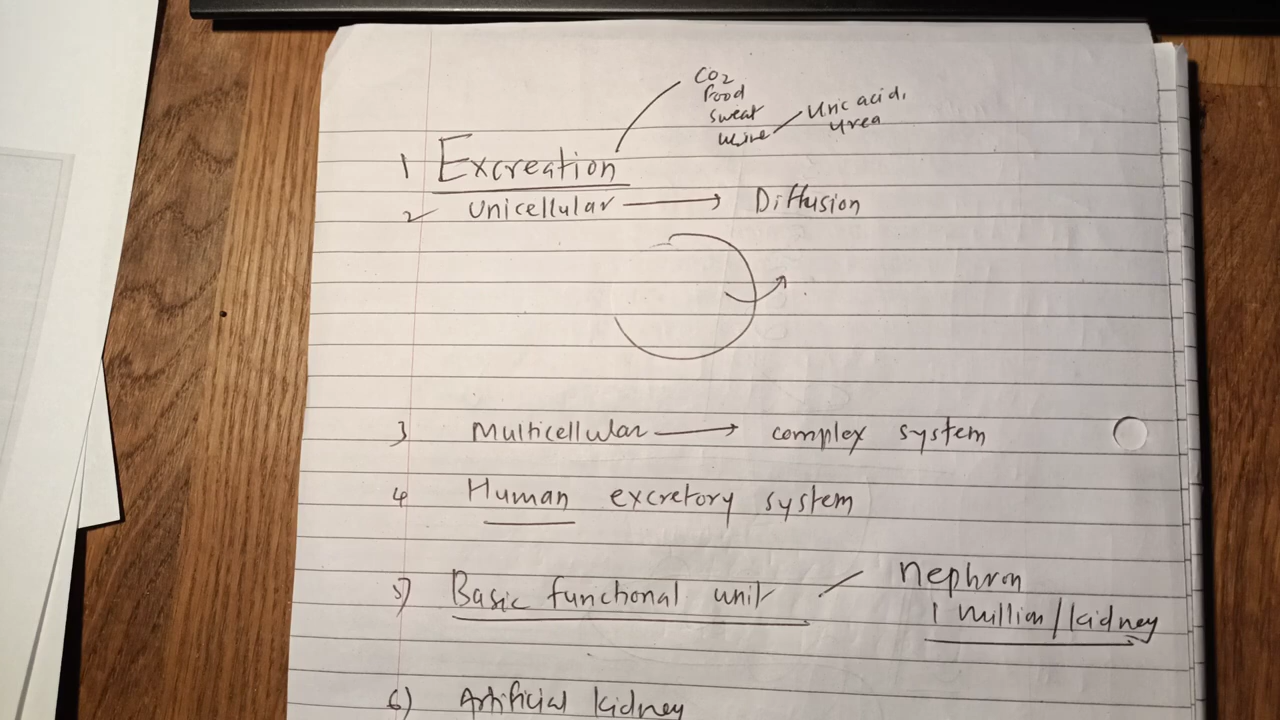 CO2
Food
sweat
urine Uric acid,
urea
1 Excreation
2 Unicellular → Diffusion
3 Multicellular → complex system
4 Human excretory system
5) Basic functional unit nephron
1 million/kidney
6) Artificial kidney